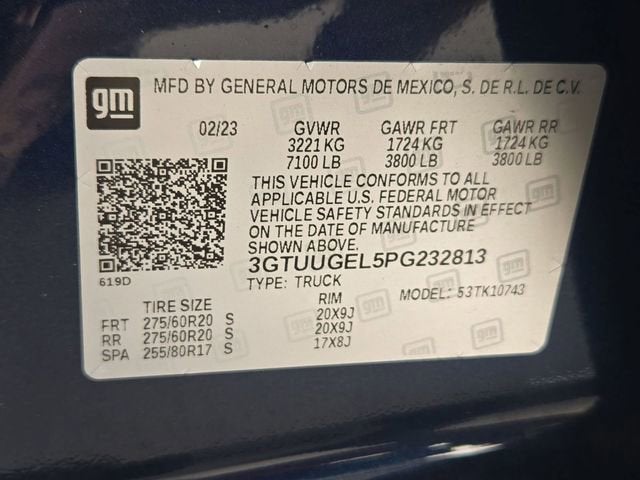 gm MFD BY GENERAL MOTORS DE MEXICO, S. DE R.L. DE C.V.
02/23 GVWR GAWR FRT GAWR RR
3221 KG 1724 KG 1724 KG
7100 LB 3800 LB 3800 LB
THIS VEHICLE CONFORMS TO ALL
APPLICABLE U.S. FEDERAL MOTOR
VEHICLE SAFETY STANDARDS IN EFFECT
ON THE DATE OF MANUFACTURE
3GTUUGEL5PG232813
619D
TYPE: TRUCK MODEL: 53TK10743
TIRE SIZE RIM
FRT 275/60R20 S 20X9J
RR 275/60R20 S 20X9J
SPA 255/80R17 S 17X8J